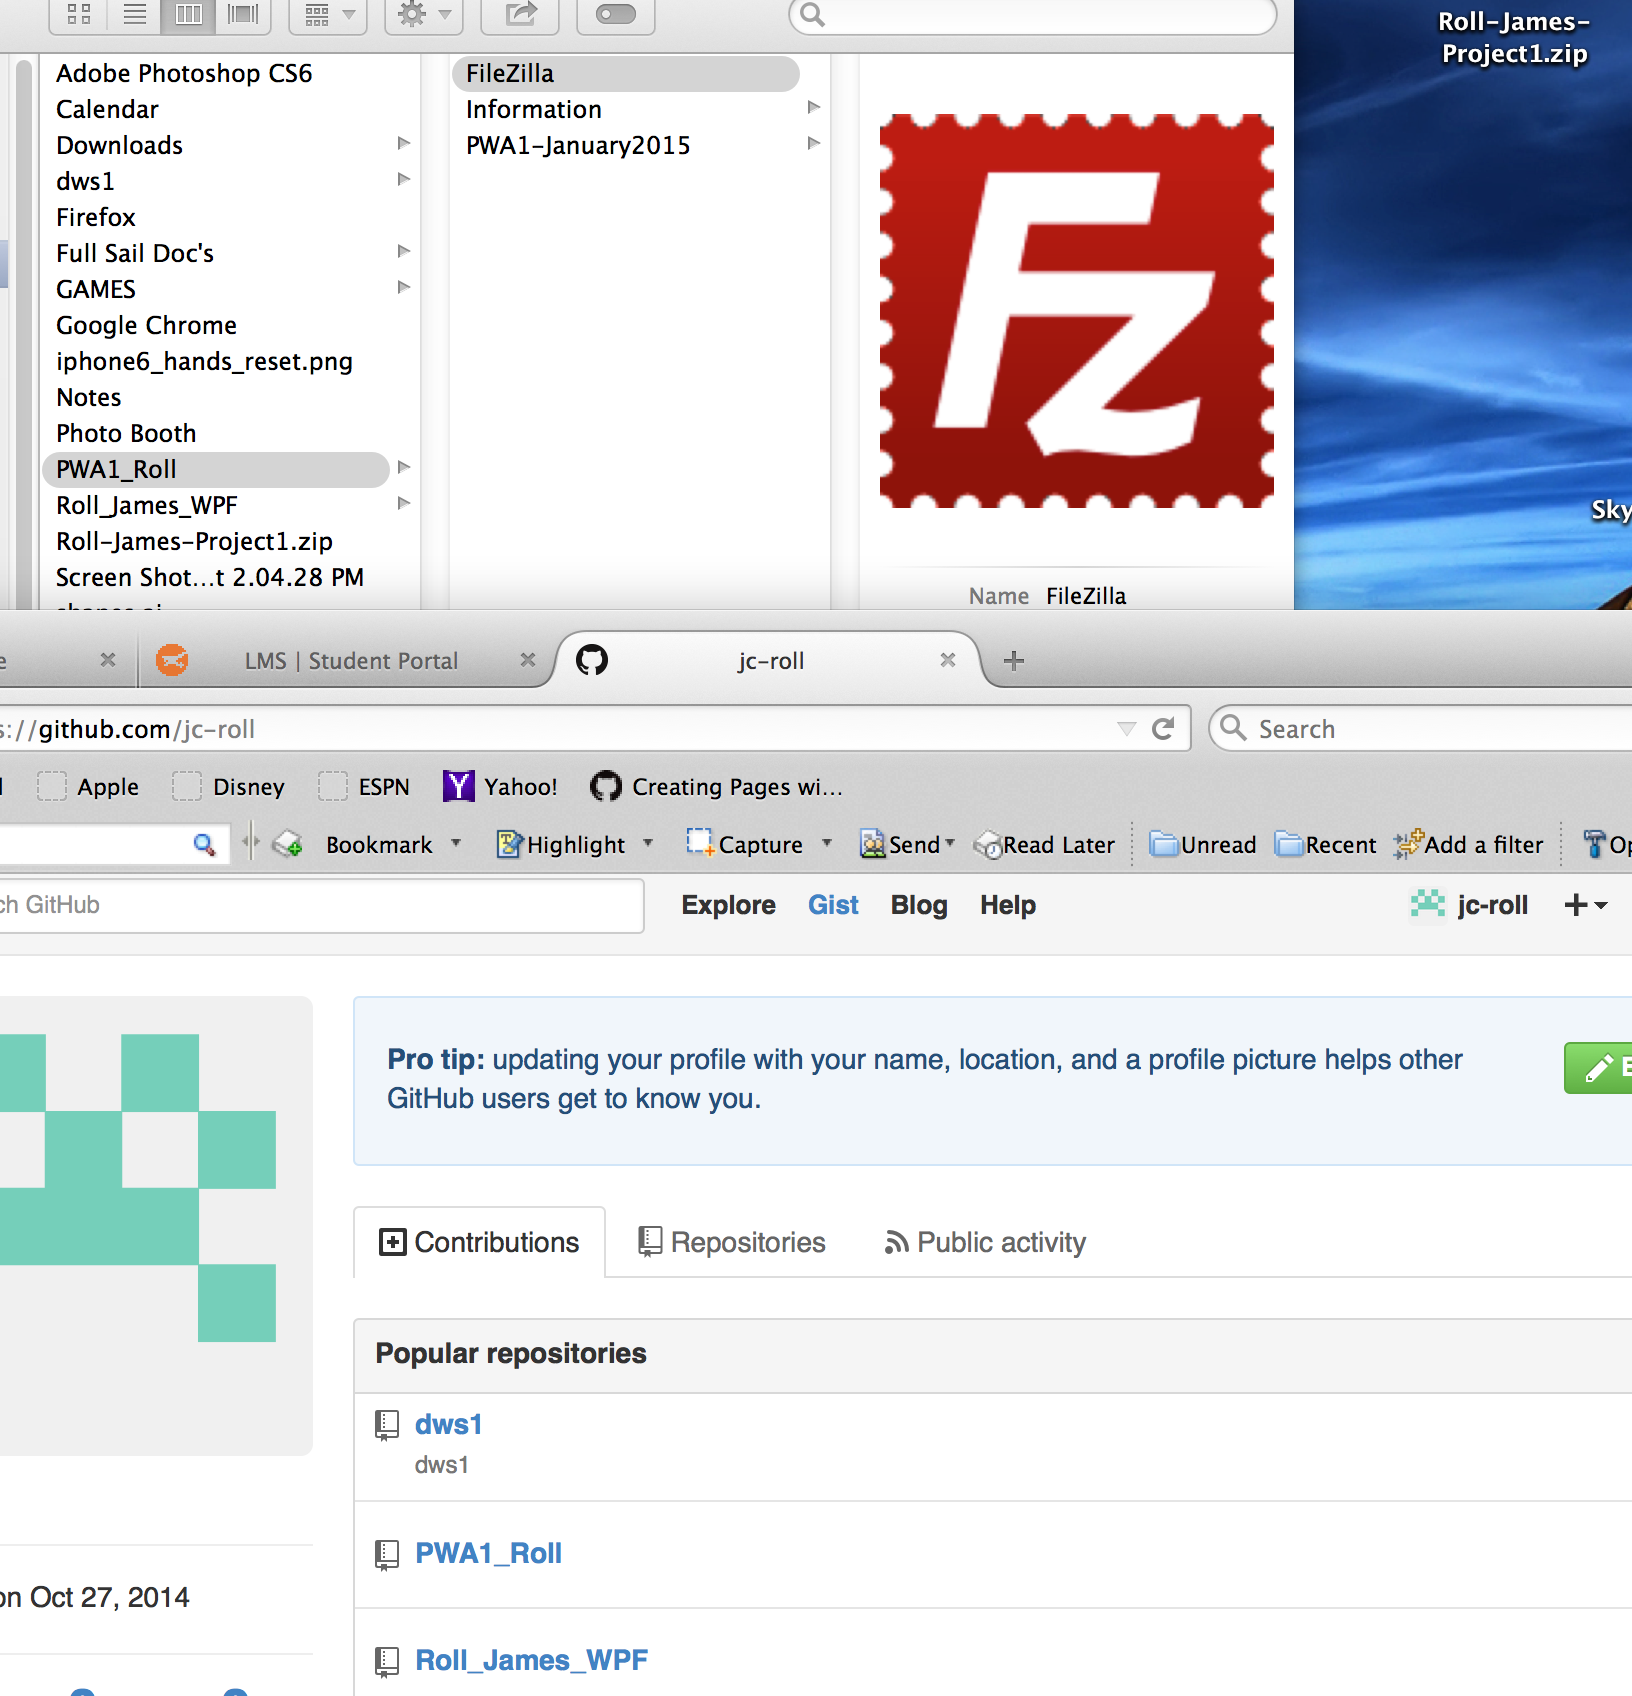 Roll-James-
Project1.zip
Adobe Photoshop CS6
Calendar
Downloads
dws1
Firefox
Full Sail Doc's
GAMES
Google Chrome
iphone6_hands_reset.png
Notes
Photo Booth
PWA1_Roll
Roll_James_WPF
Roll-James-Project1.zip
Screen Shot...t 2.04.28 PM
FileZilla
Information
PWA1-January2015
Fz
Name FileZilla
Sky
e
LMS | Student Portal
jc-roll
s://github.com/jc-roll
Search
Apple
Disney
ESPN
Y Yahoo!
Creating Pages wi...
Bookmark
Highlight
Capture
Send
Read Later
Unread
Recent
Add a filter
Op
ch GitHub
Explore
Gist
Blog
Help
jc-roll
Pro tip: updating your profile with your name, location, and a profile picture helps other
GitHub users get to know you.
Contributions
Repositories
Public activity
Popular repositories
dws1
dws1
PWA1_Roll
Roll_James_WPF
on Oct 27, 2014